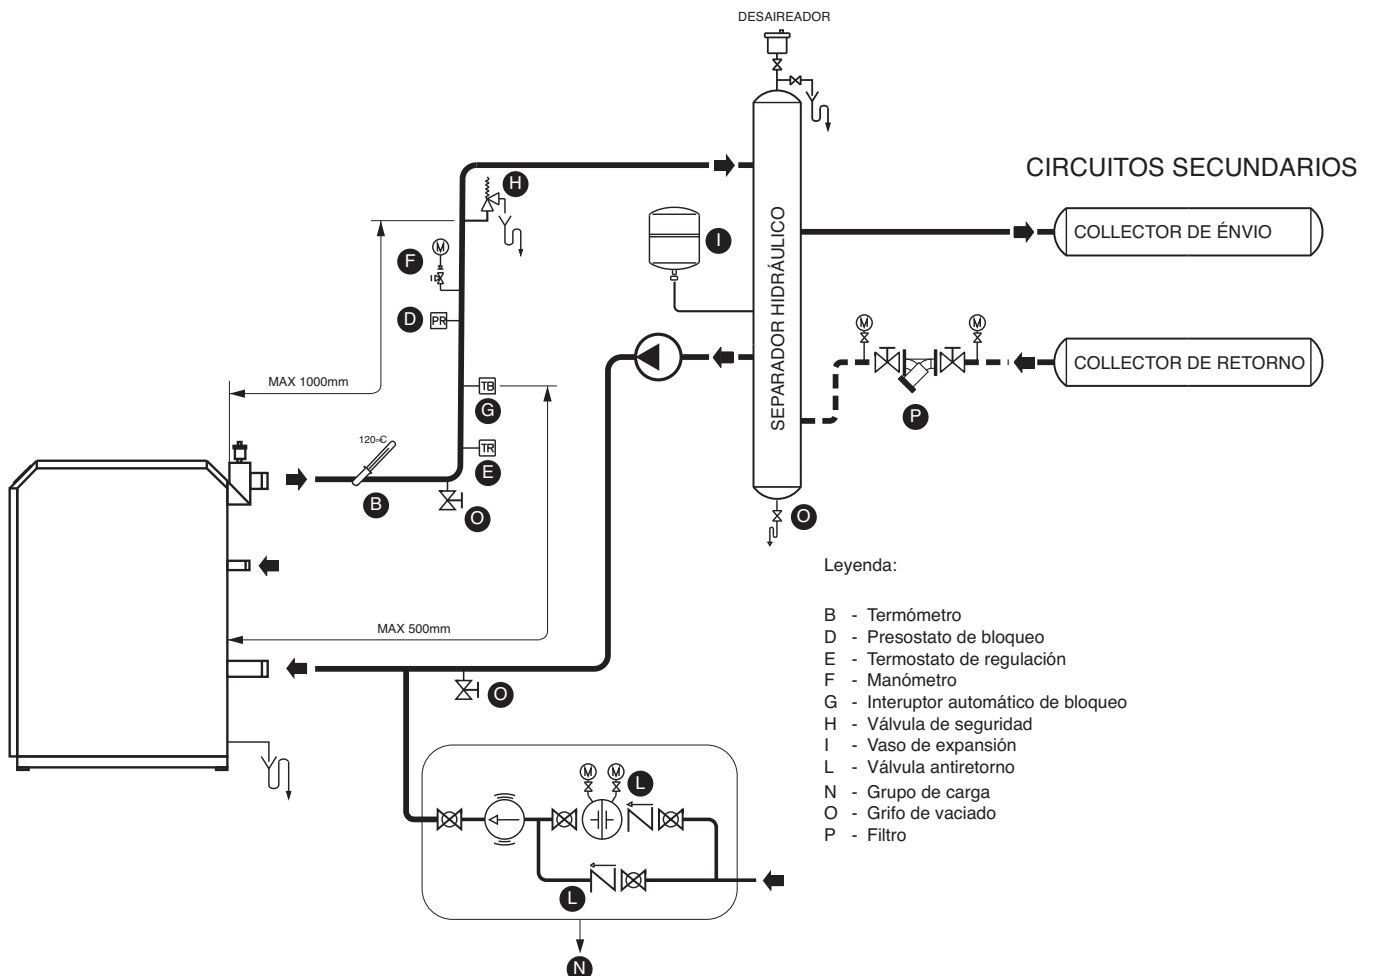 DESAIREADOR
CIRCUITOS SECUNDARIOS
H
COLLECTOR DE ÉNVIO
I
SEPARADOR HIDRÁULICO
M
F
D
PR
M
M
COLLECTOR DE RETORNO
MAX 1000mm
TB
G
P
120°C
TR
E
B
O
O
MAX 500mm
O
Leyenda:
B - Termómetro
D - Presostato de bloqueo
E - Termostato de regulación
F - Manómetro
G - Interuptor automático de bloqueo
H - Válvula de seguridad
I - Vaso de expansión
L - Válvula antiretorno
N - Grupo de carga
O - Grifo de vaciado
P - Filtro
M
M
L
L
N